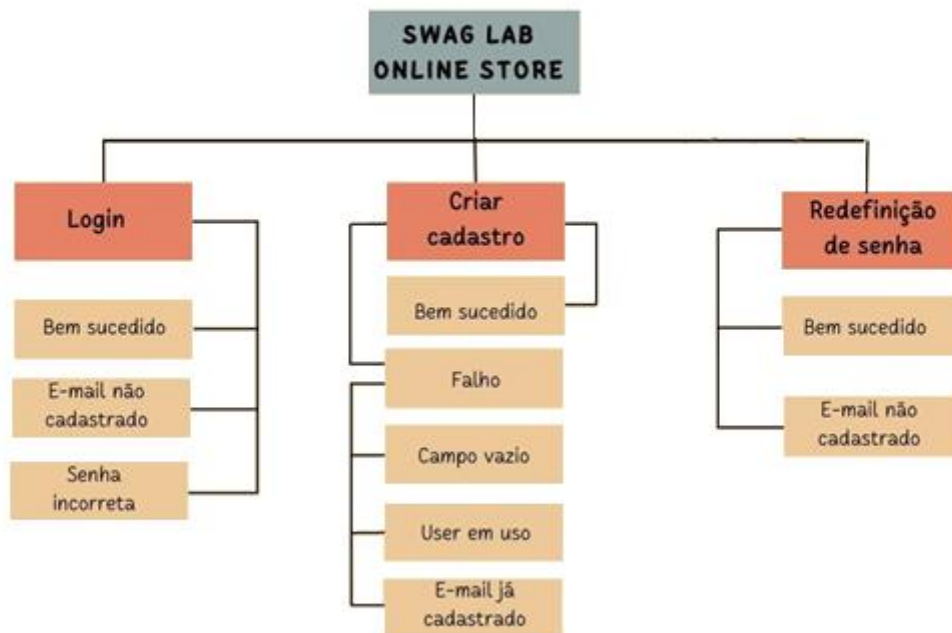 SWAG LAB
ONLINE STORE
Login
Bem sucedido
E-mail não
cadastrado
Senha
incorreta
Criar
cadastro
Bem sucedido
Falho
Campo vazio
User em uso
E-mail já
cadastrado
Redefinição
de senha
Bem sucedido
E-mail não
cadastrado